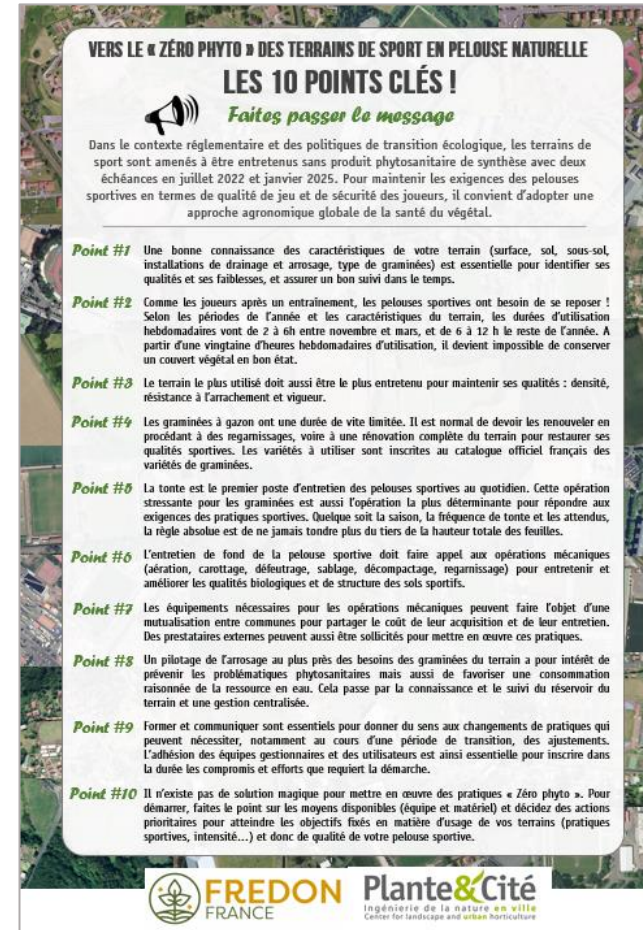 VERS LE « ZÉRO PHYTO » DES TERRAINS DE SPORT EN PELOUSE NATURELLE
LES 10 POINTS CLÉS !
Faites passer le message
Dans le contexte réglementaire et des politiques de transition écologique, les terrains de
sport sont amenés à être entretenus sans produit phytosanitaire de synthèse avec deux
échéances en juillet 2022 et janvier 2025. Pour maintenir les exigences des pelouses
sportives en termes de qualité de jeu et de sécurité des joueurs, il convient d'adopter une
approche agronomique globale de la santé du végétal.
Point #1 Une bonne connaissance des caractéristiques de votre terrain (surface, sol, sous-sol,
installations de drainage et arrosage, type de graminées) est essentielle pour identifier ses
qualités et ses faiblesses, et assurer un bon suivi dans le temps.
Point #2 Comme les joueurs après un entraînement, les pelouses sportives ont besoin de se reposer !
Selon les périodes de l'année et les caractéristiques du terrain, les durées d'utilisation
hebdomadaires vont de 2 à 6h entre novembre et mars, et de 6 à 12 h le reste de l'année. A
partir d'une vingtaine d'heures hebdomadaires d'utilisation, il devient impossible de conserver
un couvert végétal en bon état.
Point #3 Le terrain le plus utilisé doit aussi être le plus entretenu pour maintenir ses qualités : densité,
résistance à l'arrachement et vigueur.
Point #4 Les graminées à gazon ont une durée de vite limitée. Il est normal de devoir les renouveler en
procédant à des regarnissages, voire à une rénovation complète du terrain pour restaurer ses
qualités sportives. Les variétés à utiliser sont inscrites au catalogue officiel français des
variétés de graminées.
Point #5 La tonte est le premier poste d'entretien des pelouses sportives au quotidien. Cette opération
stressante pour les graminées est aussi l'opération la plus déterminante pour répondre aux
exigences des pratiques sportives. Quelque soit la saison, la fréquence de tonte et les attendus,
la règle absolue est de ne jamais tondre plus du tiers de la hauteur totale des feuilles.
Point #6 L'entretien de fond de la pelouse sportive doit faire appel aux opérations mécaniques
(aération, carottage, défeutrage, sablage, décompactage, regarnissage) pour entretenir et
améliorer les qualités biologiques et de structure des sols sportifs.
Point #7 Les équipements nécessaires pour les opérations mécaniques peuvent faire l'objet d'une
mutualisation entre communes pour partager le coût de leur acquisition et de leur entretien.
Des prestataires externes peuvent aussi être sollicités pour mettre en œuvre ces pratiques.
Point #8 Un pilotage de l'arrosage au plus près des besoins des graminées du terrain a pour intérêt de
prévenir les problématiques phytosanitaires mais aussi de favoriser une consommation
raisonnée de la ressource en eau. Cela passe par la connaissance et le suivi du réservoir du
terrain et une gestion centralisée.
Point #9 Former et communiquer sont essentiels pour donner du sens aux changements de pratiques qui
peuvent nécessiter, notamment au cours d'une période de transition, des ajustements.
L'adhésion des équipes gestionnaires et des utilisateurs est ainsi essentielle pour inscrire dans
la durée les compromis et efforts que requiert la démarche.
Point #10 Il n'existe pas de solution magique pour mettre en œuvre des pratiques « Zéro phyto ». Pour
démarrer, faites le point sur les moyens disponibles (équipe et matériel) et décidez des actions
prioritaires pour atteindre les objectifs fixés en matière d'usage de vos terrains (pratiques
sportives, intensité...) et donc de qualité de votre pelouse sportive.
FREDON
FRANCE
Plante&Cité
Ingénierie de la nature en ville
Center for landscape and urban horticulture